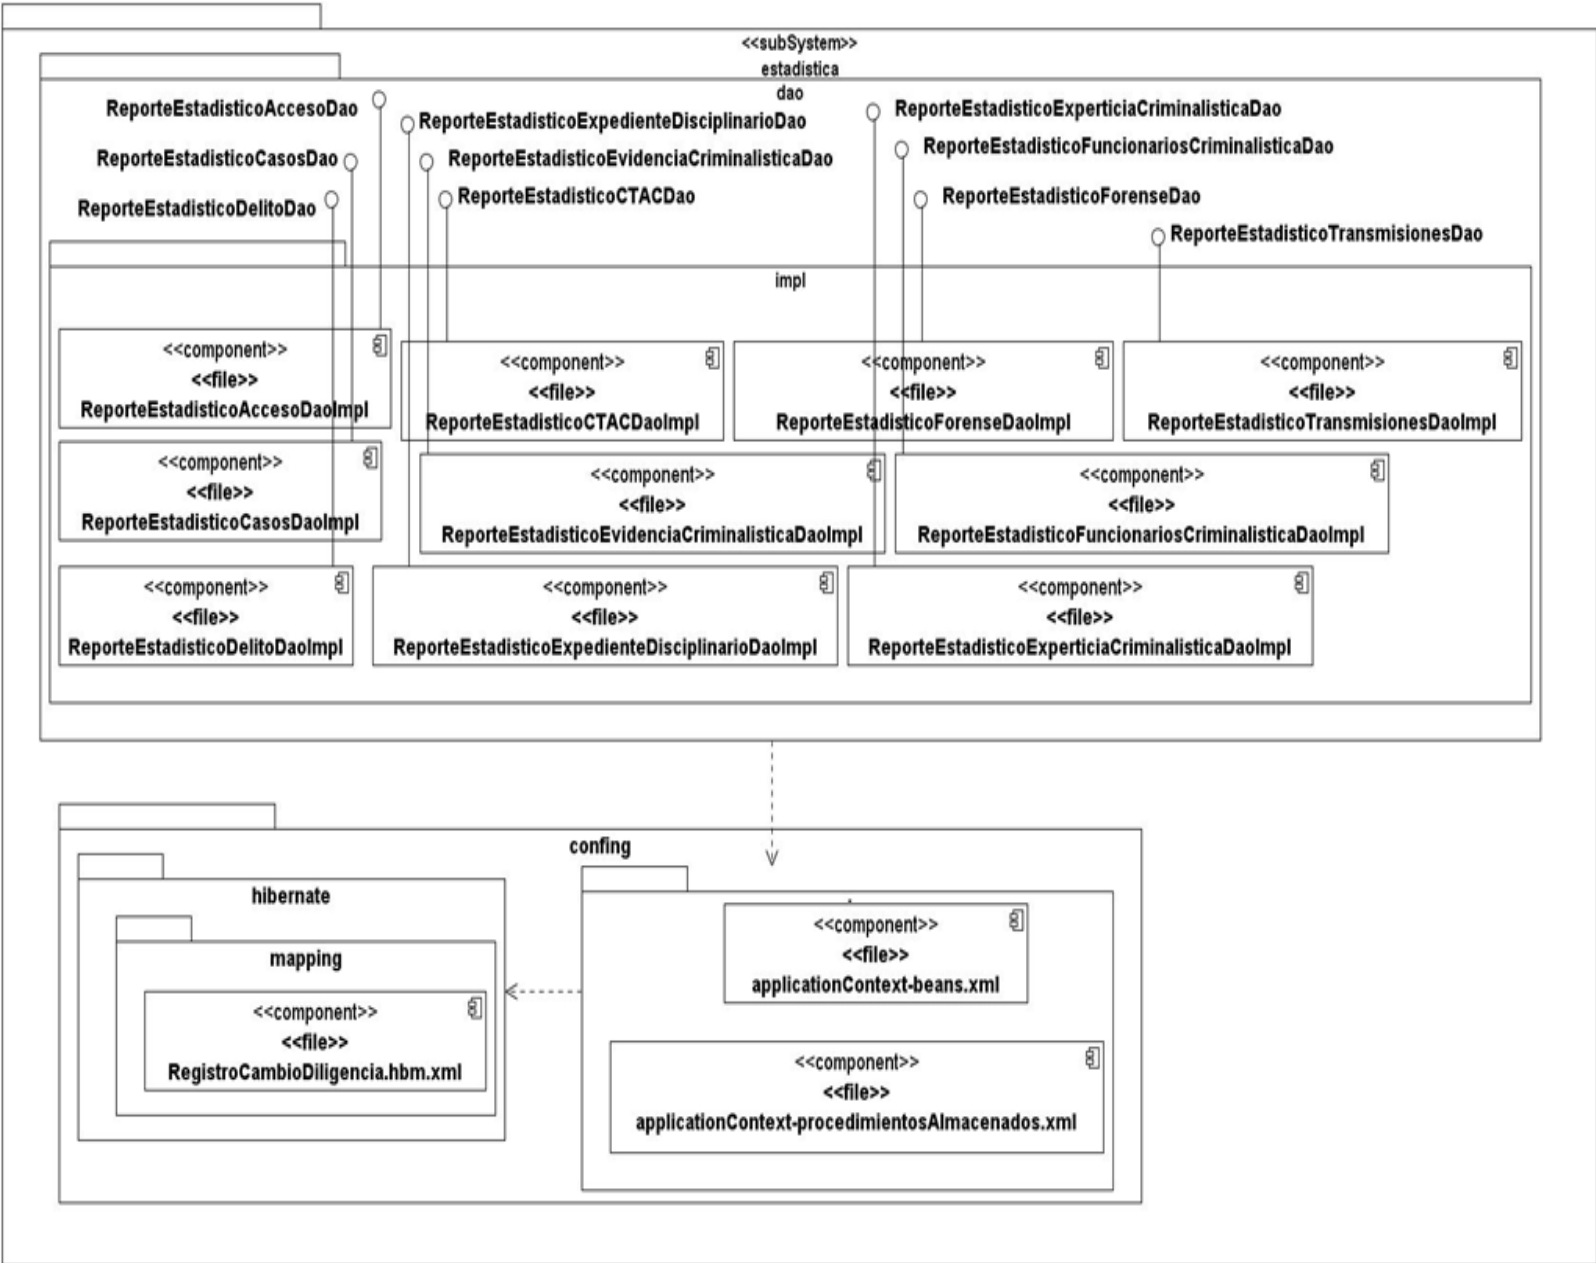 <<subSystem>>
estadistica
dao
ReporteEstadisticoAccesoDao
ReporteEstadisticoCasosDao
ReporteEstadisticoDelitoDao
ReporteEstadisticoExpedienteDisciplinarioDao
ReporteEstadisticoEvidenciaCriminalisticaDao
ReporteEstadisticoCTACDao
ReporteEstadisticoExperticiaCriminalisticaDao
ReporteEstadisticoFuncionariosCriminalisticaDao
ReporteEstadisticoForenseDao
ReporteEstadisticoTransmisionesDao
impl
<<component>>
<<file>>
ReporteEstadisticoAccesoDaoImpl
<<component>>
<<file>>
ReporteEstadisticoCTACDaoImpl
<<component>>
<<file>>
ReporteEstadisticoForenseDaoImpl
<<component>>
<<file>>
ReporteEstadisticoTransmisionesDaoImpl
<<component>>
<<file>>
ReporteEstadisticoCasosDaoImpl
<<component>>
<<file>>
ReporteEstadisticoEvidenciaCriminalisticaDaoImpl
<<component>>
<<file>>
ReporteEstadisticoFuncionariosCriminalisticaDaoImpl
<<component>>
<<file>>
ReporteEstadisticoDelitoDaoImpl
<<component>>
<<file>>
ReporteEstadisticoExpedienteDisciplinarioDaoImpl
<<component>>
<<file>>
ReporteEstadisticoExperticiaCriminalisticaDaoImpl
confing
hibernate
mapping
<<component>>
<<file>>
RegistroCambioDiligencia.hbm.xml
<<component>>
<<file>>
applicationContext-beans.xml
<<component>>
<<file>>
applicationContext-procedimientosAlmacenados.xml